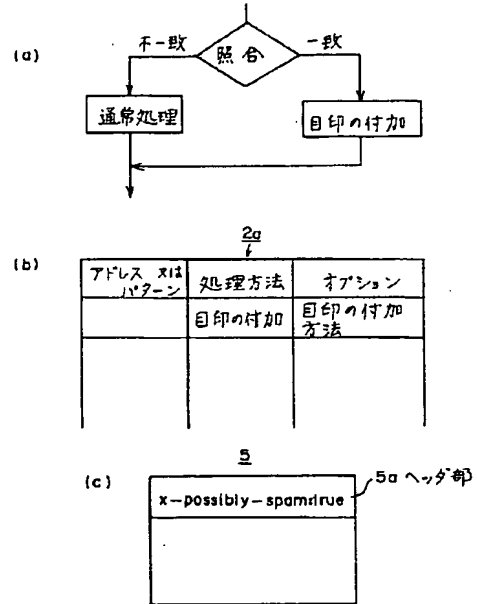 (a)
不一致
照合
一致
通常処理
目印の付加
2a
(b)
アドレス 又は
パターン
処理方法
オプション
目印の付加
目印の付加
方法
5
(c)
5a ヘッダ部
x-possibly-spam:true